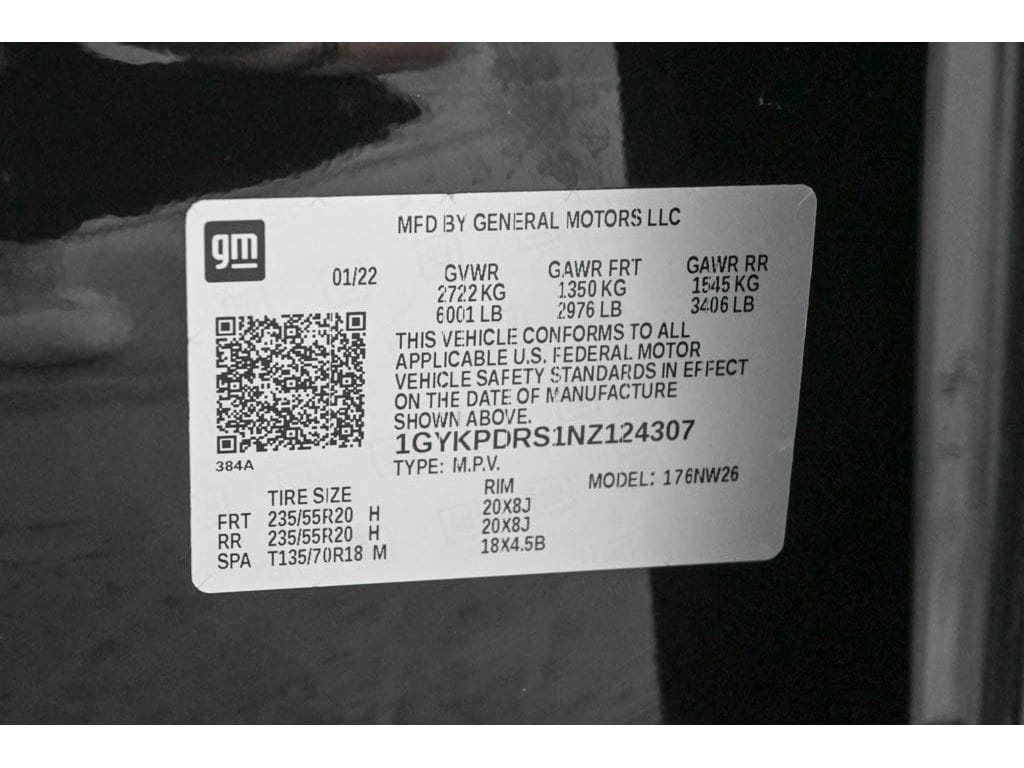 gm
MFD BY GENERAL MOTORS LLC
01/22 GVWR GAWR FRT GAWR RR
2722 KG 1350 KG 1545 KG
6001 LB 2976 LB 3406 LB
THIS VEHICLE CONFORMS TO ALL
APPLICABLE U.S. FEDERAL MOTOR
VEHICLE SAFETY STANDARDS IN EFFECT
ON THE DATE OF MANUFACTURE
SHOWN ABOVE.
1GYKPDRS1NZ124307
384A
TYPE: M.P.V. MODEL: 176NW26
TIRE SIZE RIM
FRT 235/55R20 H 20X8J
RR 235/55R20 H 20X8J
SPA T135/70R18 M 18X4.5B